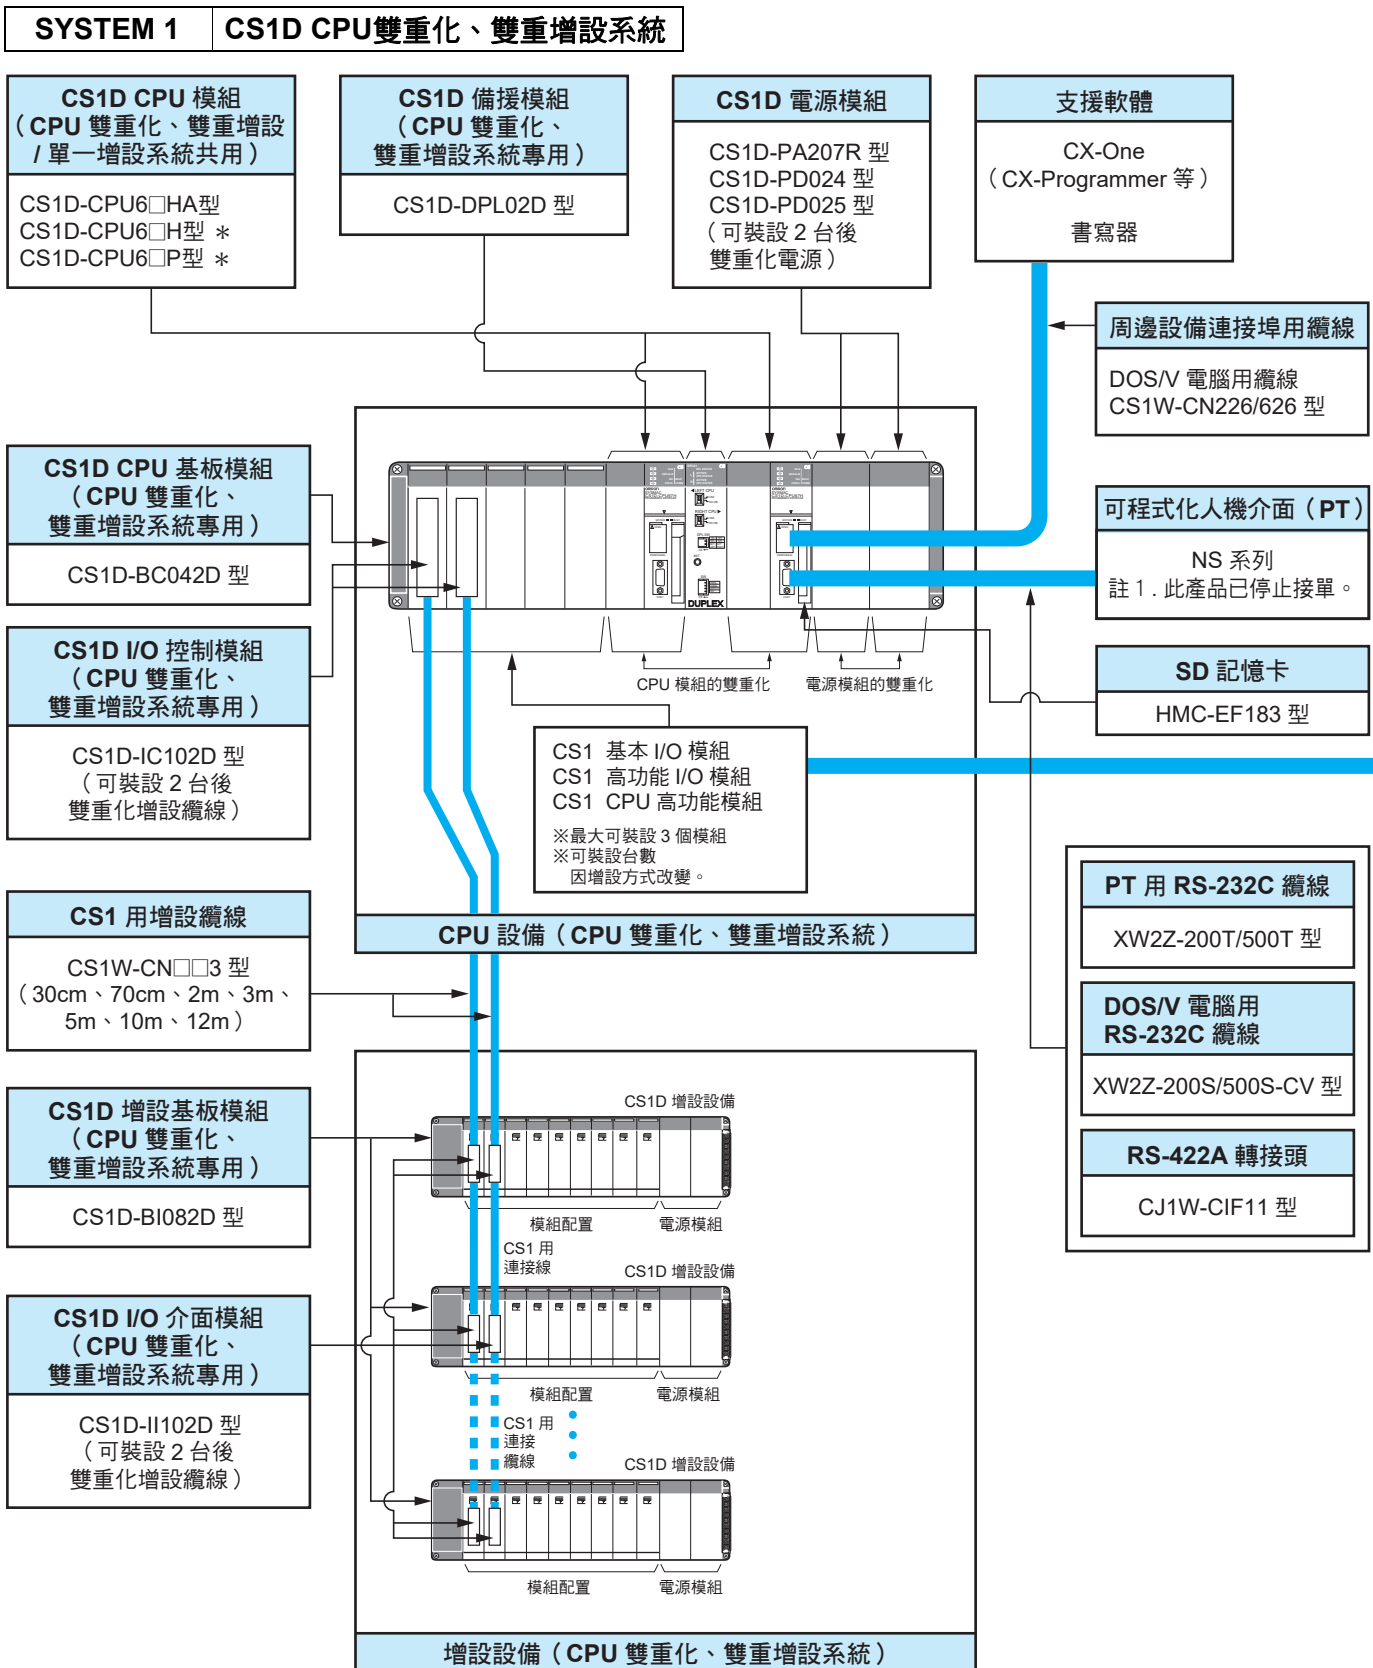 SYSTEM 1 CS1D CPU雙重化、雙重增設系統
CS1D CPU 模組
（CPU 雙重化、雙重增設
/ 單一增設系統共用）
CS1D-CPU6□HA型
CS1D-CPU6□H型 ＊
CS1D-CPU6□P型 ＊
CS1D 備援模組
（CPU 雙重化、
雙重增設系統專用）
CS1D-DPL02D 型
CS1D 電源模組
CS1D-PA207R 型
CS1D-PD024 型
CS1D-PD025 型
（可裝設 2 台後
雙重化電源）
支援軟體
CX-One
（CX-Programmer 等）
書寫器
周邊設備連接埠用纜線
DOS/V 電腦用纜線
CS1W-CN226/626 型
CS1D CPU 基板模組
（CPU 雙重化、
雙重增設系統專用）
CS1D-BC042D 型
LEFT CPU
RIGHT CPU
DUPLEX
可程式化人機介面（PT）
NS 系列
註 1 . 此產品已停止接單。
CS1D I/O 控制模組
（CPU 雙重化、
雙重增設系統專用）
CS1D-IC102D 型
（可裝設 2 台後
雙重化增設纜線）
CPU 模組的雙重化
電源模組的雙重化
SD 記憶卡
HMC-EF183 型
CS1 基本 I/O 模組
CS1 高功能 I/O 模組
CS1 CPU 高功能模組
※最大可裝設 3 個模組
※可裝設台數
因增設方式改變。
CPU 設備（CPU 雙重化、雙重增設系統）
CS1 用增設纜線
CS1W-CN□□3 型
（30cm、70cm、2m、3m、
5m、10m、12m）
PT 用 RS-232C 纜線
XW2Z-200T/500T 型
DOS/V 電腦用
RS-232C 纜線
XW2Z-200S/500S-CV 型
RS-422A 轉接頭
CJ1W-CIF11 型
CS1D 增設基板模組
（CPU 雙重化、
雙重增設系統專用）
CS1D-BI082D 型
CS1D 增設設備
模組配置
電源模組
CS1 用
連接線
CS1D I/O 介面模組
（CPU 雙重化、
雙重增設系統專用）
CS1D-II102D 型
（可裝設 2 台後
雙重化增設纜線）
CS1D 增設設備
模組配置
電源模組
CS1 用
連接
纜線
CS1D 增設設備
模組配置
電源模組
增設設備（CPU 雙重化、雙重增設系統）